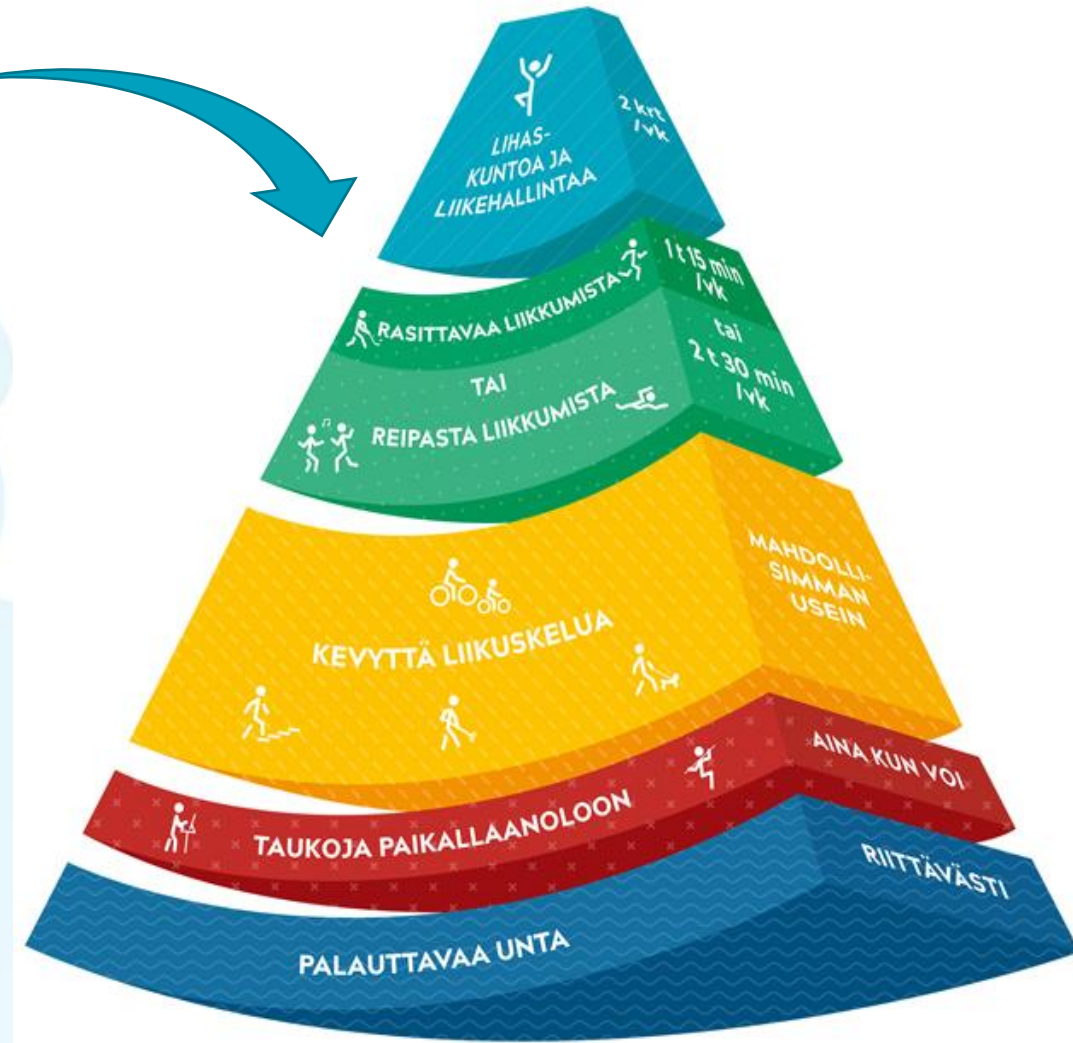 LIHAS-
KUNTOA JA
LIIKEHALLINTAA
2 krt
/vk
RASITTAVAA LIIKKUMISTA
1 t 15 min
/vk
TAI
tai
REIPASTA LIIKKUMISTA
2 t 30 min
/vk
KEVYTTÄ LIIKUSKELUA
MAHDOLLI-
SIMMAN
USEIN
TAUKOJA PAIKALLAANOLOON
AINA KUN VOI
PALAUTTAVAA UNTA
RIITTÄVÄSTI